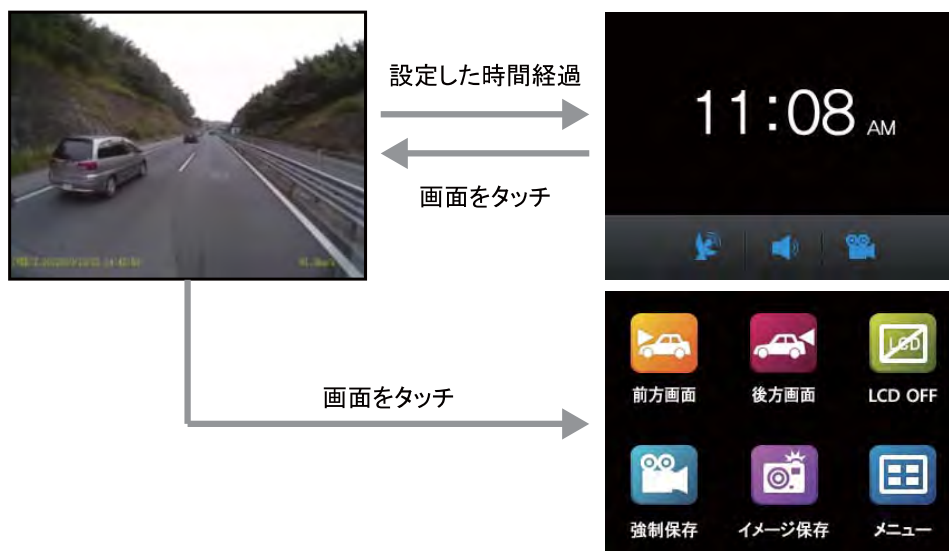 設定した時間経過
画面をタッチ
11:08 AM
画面をタッチ
前方画面
後方画面
LCD
LCD OFF
強制保存
イメージ保存
メニュー